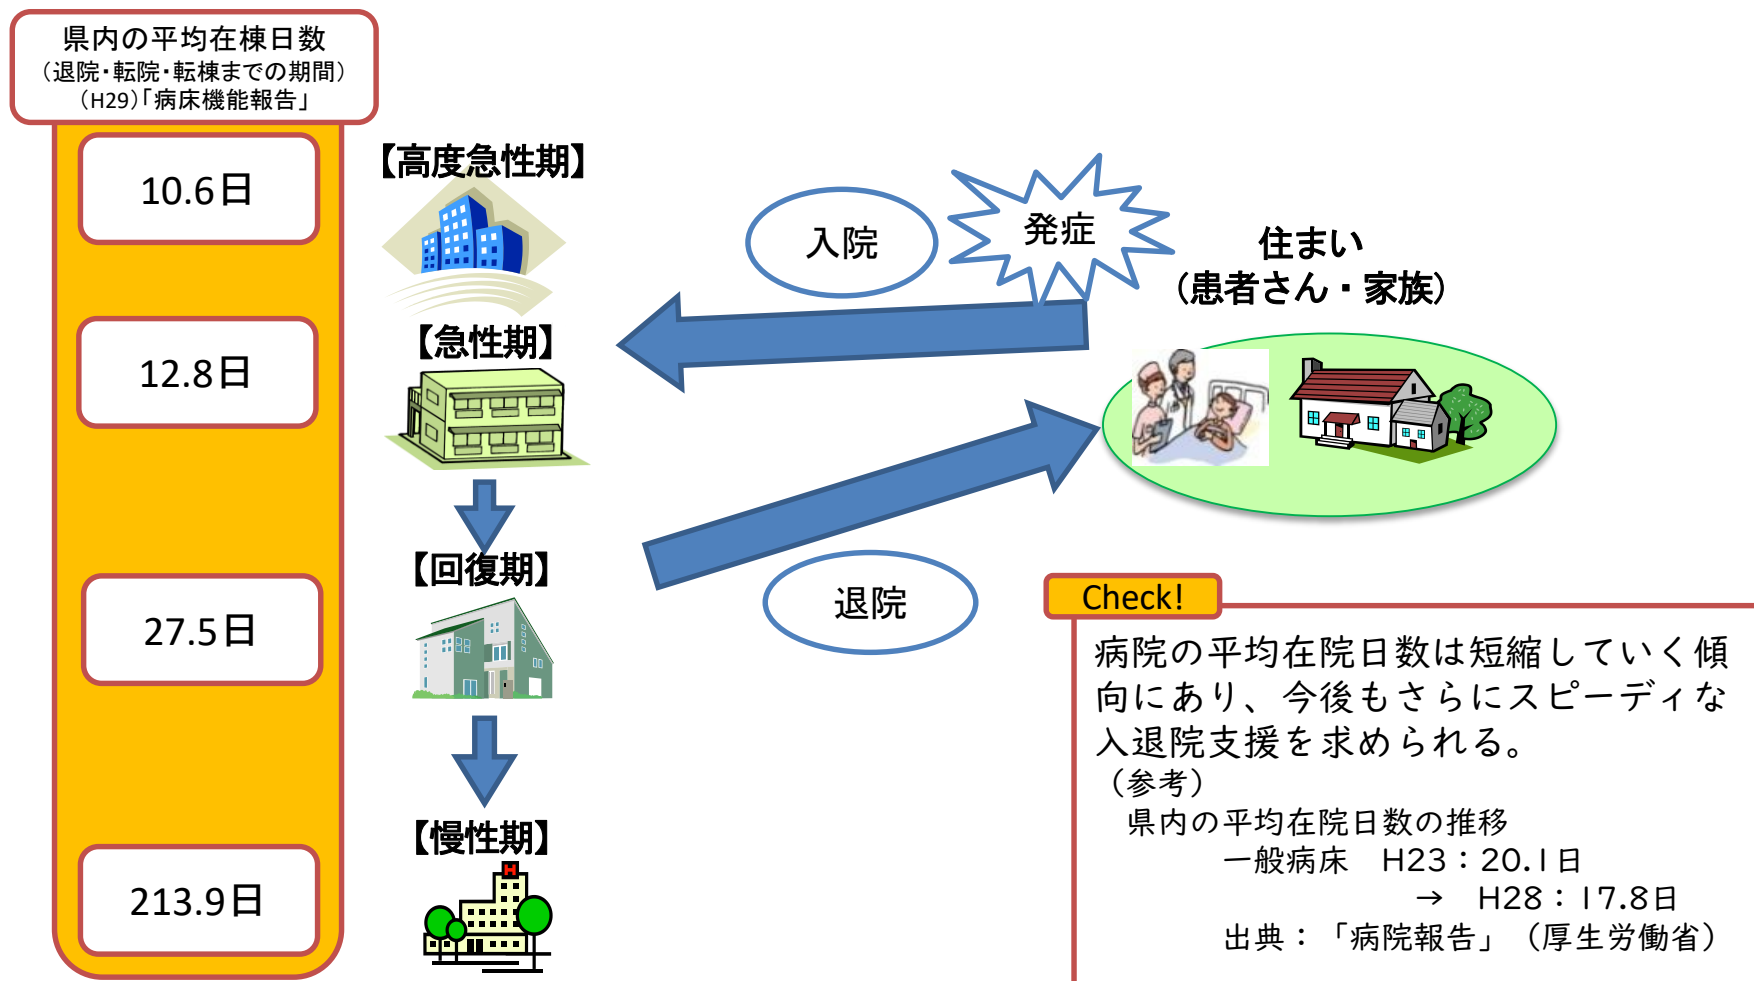 県内の平均在棟日数
（退院・転院・転棟までの期間）
（H29）「病床機能報告」
10.6日
12.8日
27.5日
213.9日
【高度急性期】
【急性期】
【回復期】
【慢性期】
入院
発症
退院
住まい
（患者さん・家族）
Check!
病院の平均在院日数は短縮していく傾
向にあり、今後もさらにスピーディな
入退院支援を求められる。
（参考）
県内の平均在院日数の推移
一般病床　H23：20.1日
→　H28：17.8日
出典：「病院報告」（厚生労働省）
H